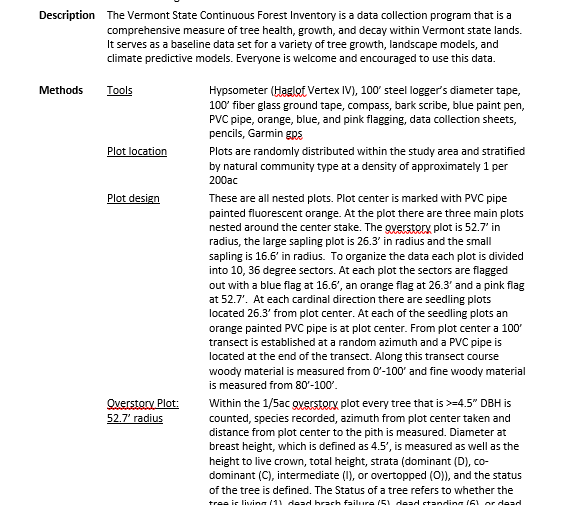 Description The Vermont State Continuous Forest Inventory is a data collection program that is a
comprehensive measure of tree health, growth, and decay within Vermont state lands.
It serves as a baseline data set for a variety of tree growth, landscape models, and
climate predictive models. Everyone is welcome and encouraged to use this data.
Methods Tools Hypsometer (Haglof Vertex IV), 100’ steel logger’s diameter tape,
100’ fiber glass ground tape, compass, bark scribe, blue paint pen,
PVC pipe, orange, blue, and pink flagging, data collection sheets,
pencils, Garmin gps
Plot location Plots are randomly distributed within the study area and stratified
by natural community type at a density of approximately 1 per
200ac
Plot design These are all nested plots. Plot center is marked with PVC pipe
painted fluorescent orange. At the plot there are three main plots
nested around the center stake. The overstory plot is 52.7’ in
radius, the large sapling plot is 26.3’ in radius and the small
sapling is 16.6’ in radius.  To organize the data each plot is divided
into 10, 36 degree sectors. At each plot the sectors are flagged
out with a blue flag at 16.6’, an orange flag at 26.3’ and a pink flag
at 52.7’.  At each cardinal direction there are seedling plots
located 26.3’ from plot center. At each of the seedling plots an
orange painted PVC pipe is at plot center. From plot center a 100’
transect is established at a random azimuth and a PVC pipe is
located at the end of the transect. Along this transect course
woody material is measured from 0’-100’ and fine woody material
is measured from 80’-100’.
Overstory Plot: Within the 1/5ac overstory plot every tree that is >=4.5” DBH is
52.7’ radius counted, species recorded, azimuth from plot center taken and
distance from plot center to the pith is measured. Diameter at
breast height, which is defined as 4.5’, is measured as well as the
height to live crown, total height, strata (dominant (D), co-
dominant (C), intermediate (I), or overtopped (O)), and the status
of the tree is defined. The Status of a tree refers to whether the
tree is living (1), dead brash failure (5), dead standing (6), or dead